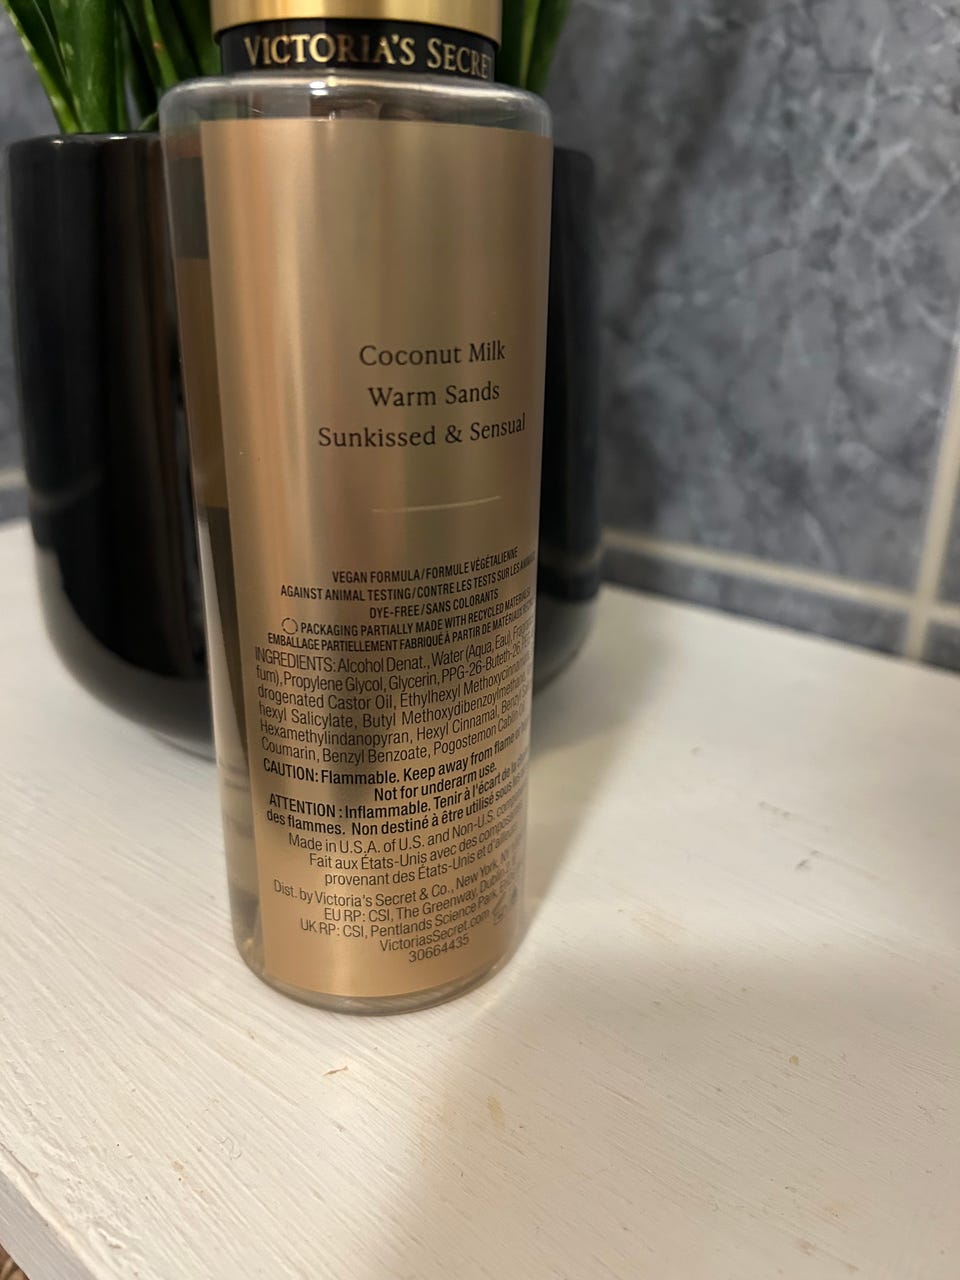 VICTORIA'S SECRE
Coconut Milk
Warm Sands
Sunkissed & Sensual
VEGAN FORMULA/FORMULE VÉGÉTALIENNE
AGAINST ANIMAL TESTING/CONTRE LES TESTS SUR LES
DYE-FREE/SANS COLORANTS
PACKAGING PARTIALLY MADE WITH RECYCLED MATERIALS
EMBALLAGE PARTIELLEMENT FABRIQUÉ À PARTIR DE MATÉRIAUX
INGREDIENTS: Alcohol Denat., Water (Aqua, Eau),
fum), Propylene Glycol, Glycerin, PPG-26-Buteth-26,
drogenated Castor Oil, Ethylhexyl
hexyl Salicylate, Butyl Methoxydibenzoylmethane,
Hexamethylindanopyran, Hexyl Cinnamal, Benzyl
Coumarin, Benzyl Benzoate, Pogostemon Cablin
CAUTION: Flammable. Keep away from flame or
Not for underarm use.
ATTENTION : Inflammable. Tenir à l'écart de la
des flammes. Non destiné à être utilisé sous les
Made in U.S.A. of U.S. and Non-U.S.
Fait aux États-Unis avec des
provenant des États-Unis et d'ailleurs
Dist. by Victoria's Secret & Co., New York,
EU RP: CSI, The Greenway, Dublin
UK RP: CSI, Pentlands Science Park,
VictoriasSecret.com
30664435